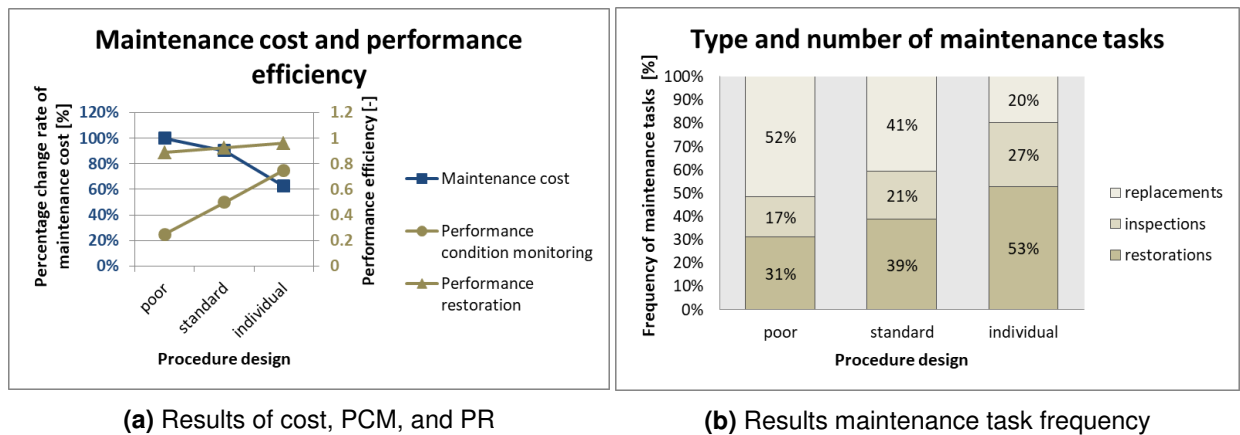 Maintenance cost and performance
efficiency
Percentage change rate of
maintenance cost [%]
120%
100%
80%
60%
40%
20%
0%
1.2
1
0.8
0.6
0.4
0.2
0
Performance efficiency [-]
poor
standard
individual
Procedure design
Maintenance cost
Performance
condition monitoring
Performance
restoration
(a) Results of cost, PCM, and PR
Type and number of maintenance tasks
Frequency of maintenance tasks [%]
100%
90%
80%
70%
60%
50%
40%
30%
20%
10%
0%
52%
17%
31%
41%
21%
39%
20%
27%
53%
poor
standard
individual
Procedure design
replacements
inspections
restorations
(b) Results maintenance task frequency